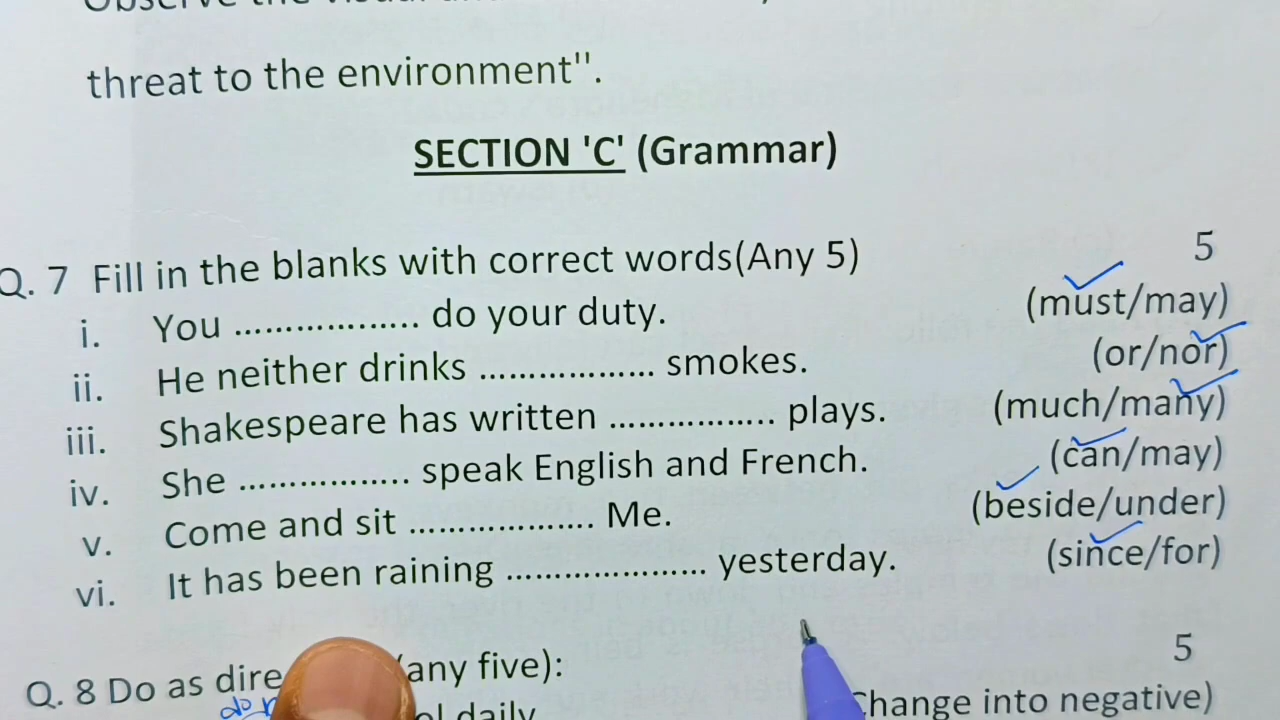 threat to the environment".
SECTION 'C' (Grammar)
Q. 7 Fill in the blanks with correct words(Any 5) 5
i. You .................. do your duty. (must/may)
ii. He neither drinks ................. smokes. (or/nor)
iii. Shakespeare has written ................ plays. (much/many)
iv. She ................. speak English and French. (can/may)
v. Come and sit .................. Me. (beside/under)
vi. It has been raining .................... yesterday. (since/for)
Q. 8 Do as (any five): 5
daily (Change into negative)